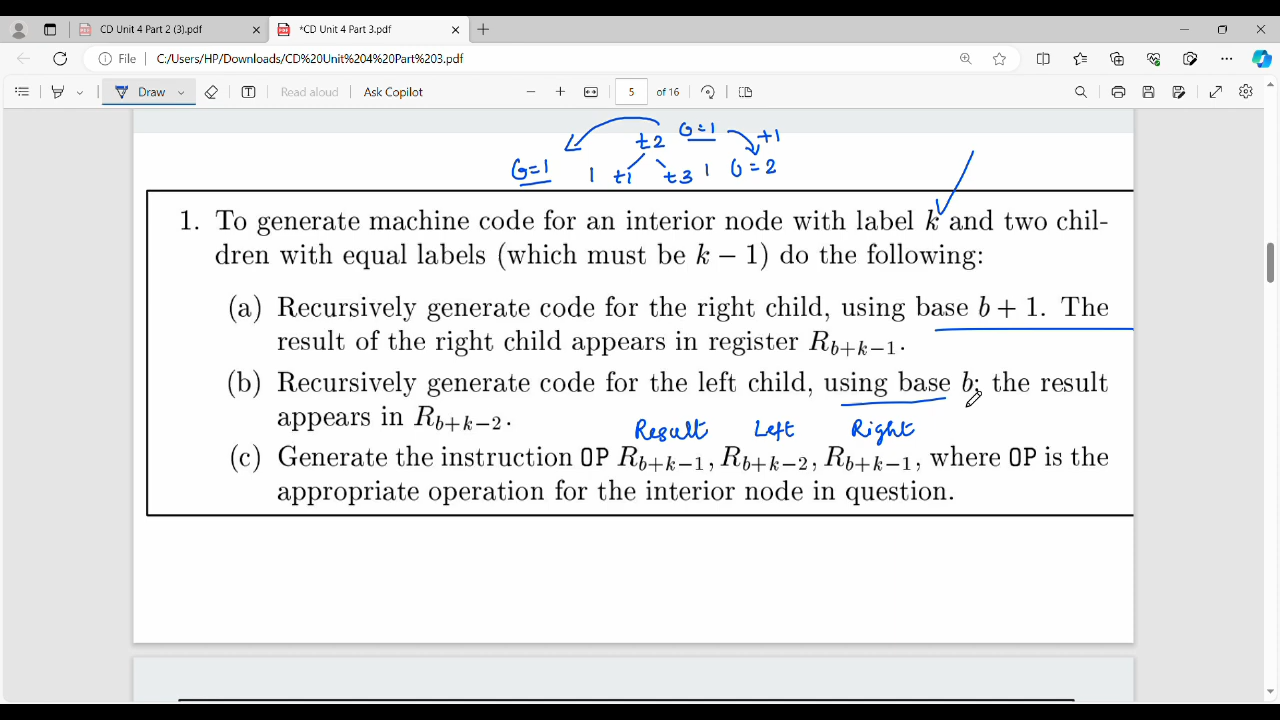 CD Unit 4 Part 2 (3).pdf
*CD Unit 4 Part 3.pdf
File
C:/Users/HP/Downloads/CD%20Unit%204%20Part%203.pdf
Draw
Read aloud
Ask Copilot
5 of 16
t2 b=1 +1
b=1 1 t1 t3 1 b=2
1. To generate machine code for an interior node with label k and two chil-
dren with equal labels (which must be k − 1) do the following:
(a) Recursively generate code for the right child, using base b + 1. The
result of the right child appears in register R_{b+k−1}.
(b) Recursively generate code for the left child, using base b; the result
appears in R_{b+k−2}.
Result Left Right
(c) Generate the instruction OP R_{b+k−1}, R_{b+k−2}, R_{b+k−1}, where OP is the
appropriate operation for the interior node in question.